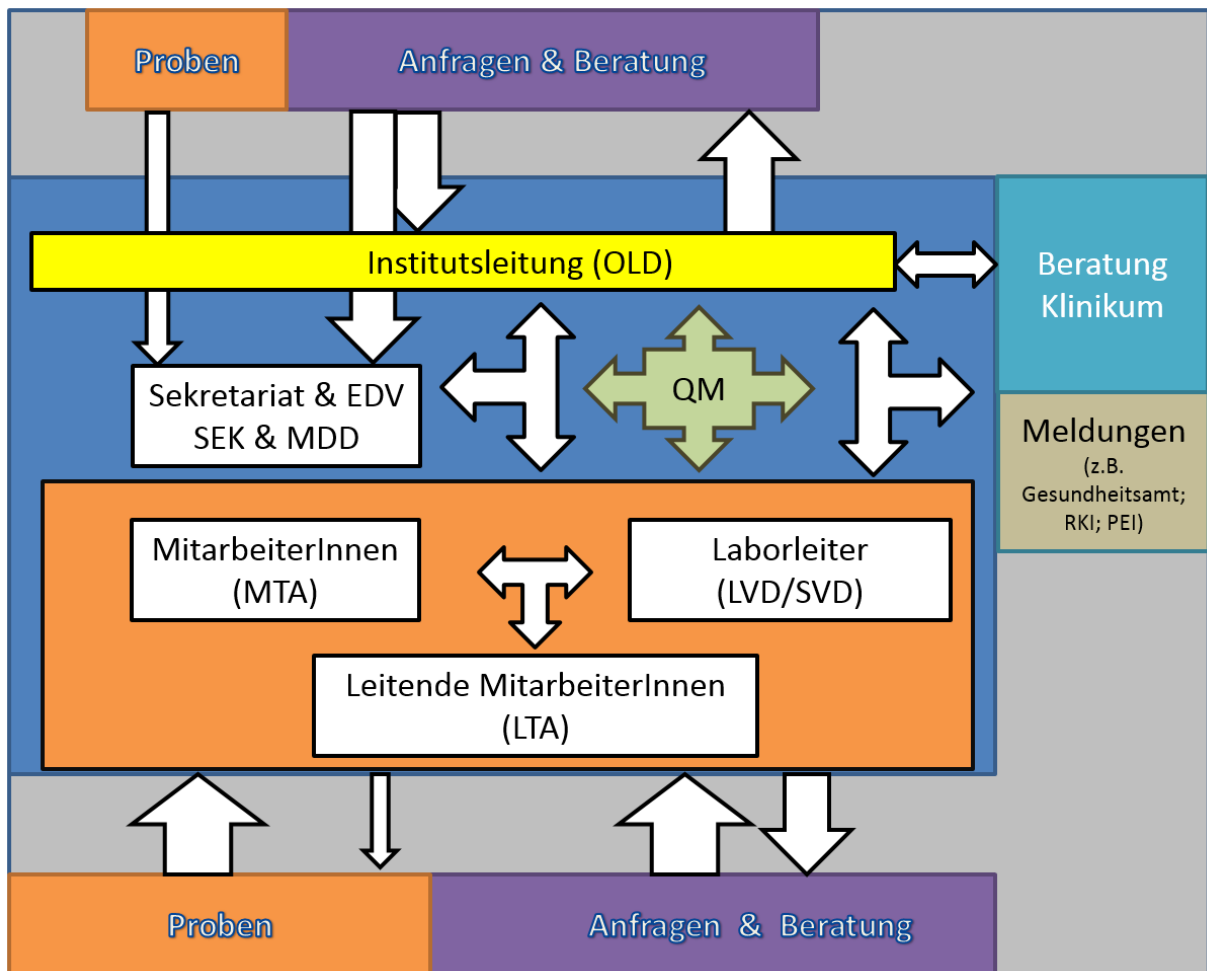 Proben
Anfragen & Beratung
Institutsleitung (OLD)
Beratung
Klinikum
Sekretariat & EDV
SEK & MDD
QM
Meldungen
(z.B.
Gesundheitsamt;
RKI; PEI)
MitarbeiterInnen
(MTA)
Laborleiter
(LVD/SVD)
Leitende MitarbeiterInnen
(LTA)
Proben
Anfragen & Beratung